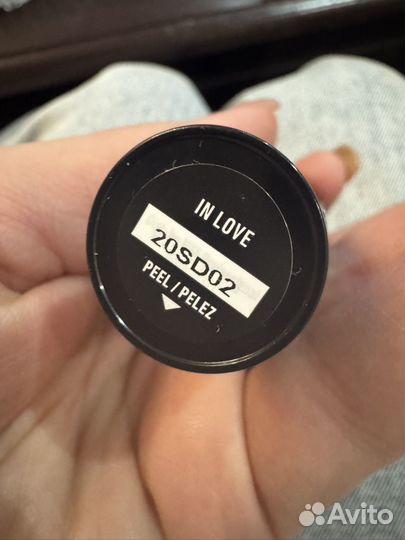 IN LOVE
20SD02
PEEL / PELEZ
Avito